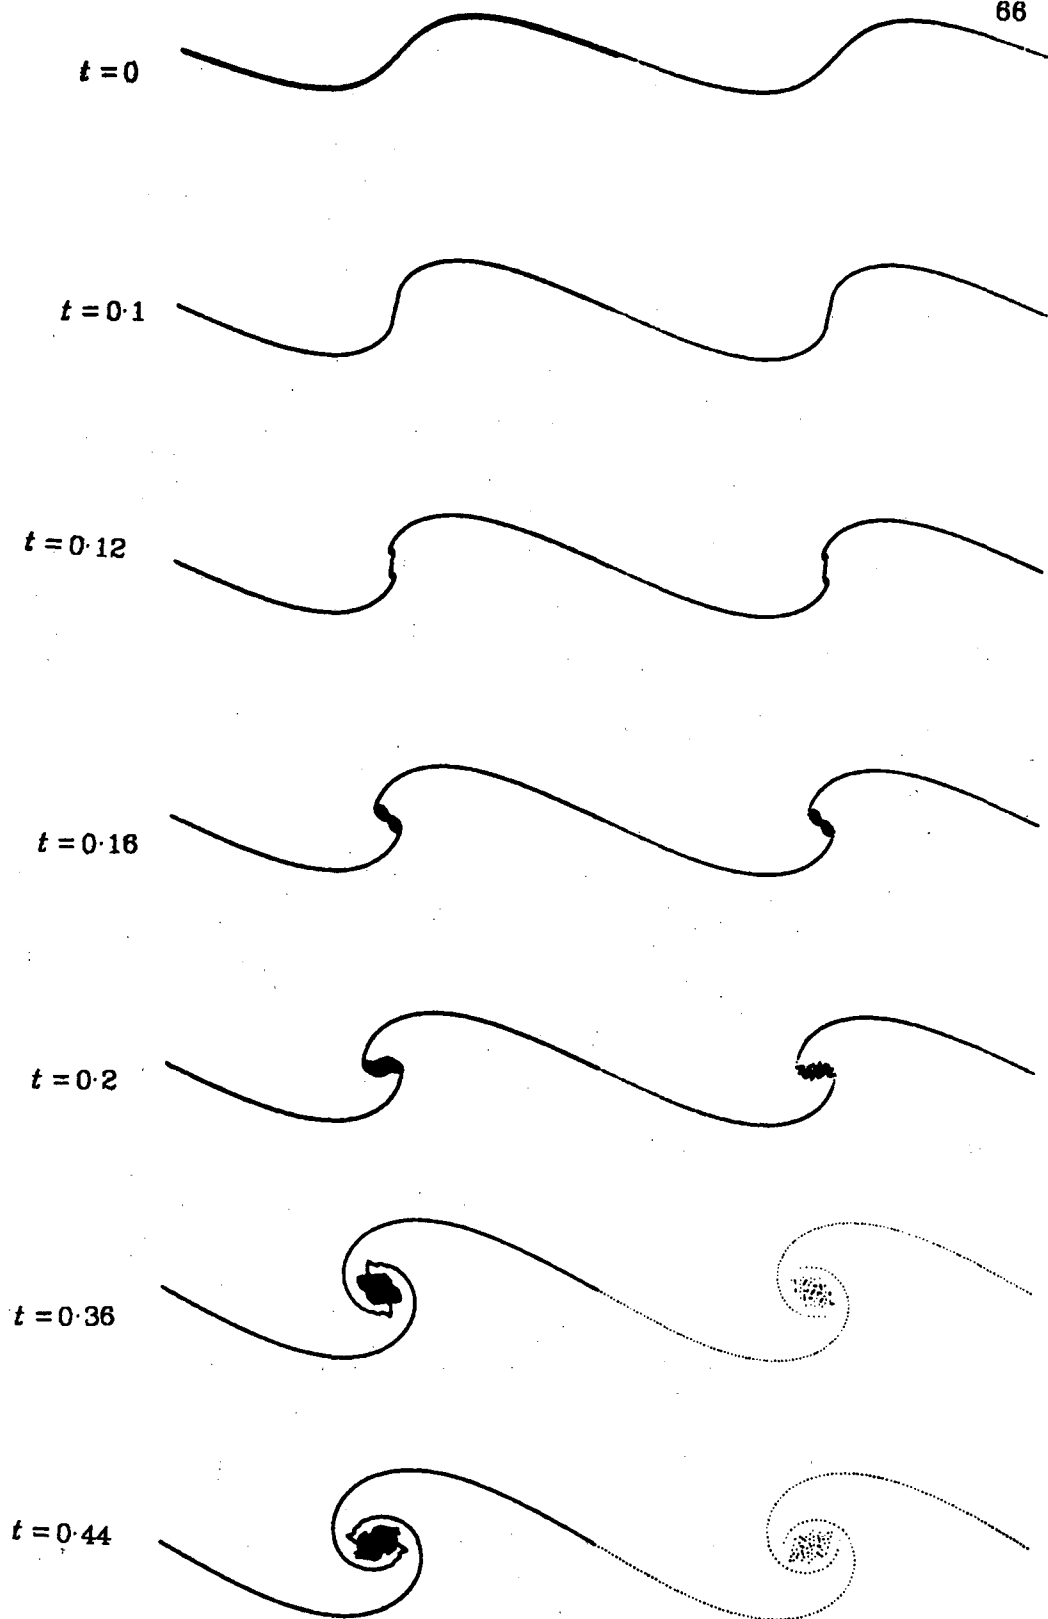 66
t = 0
t = 0·1
t = 0·12
t = 0·16
t = 0·2
t = 0·36
t = 0·44